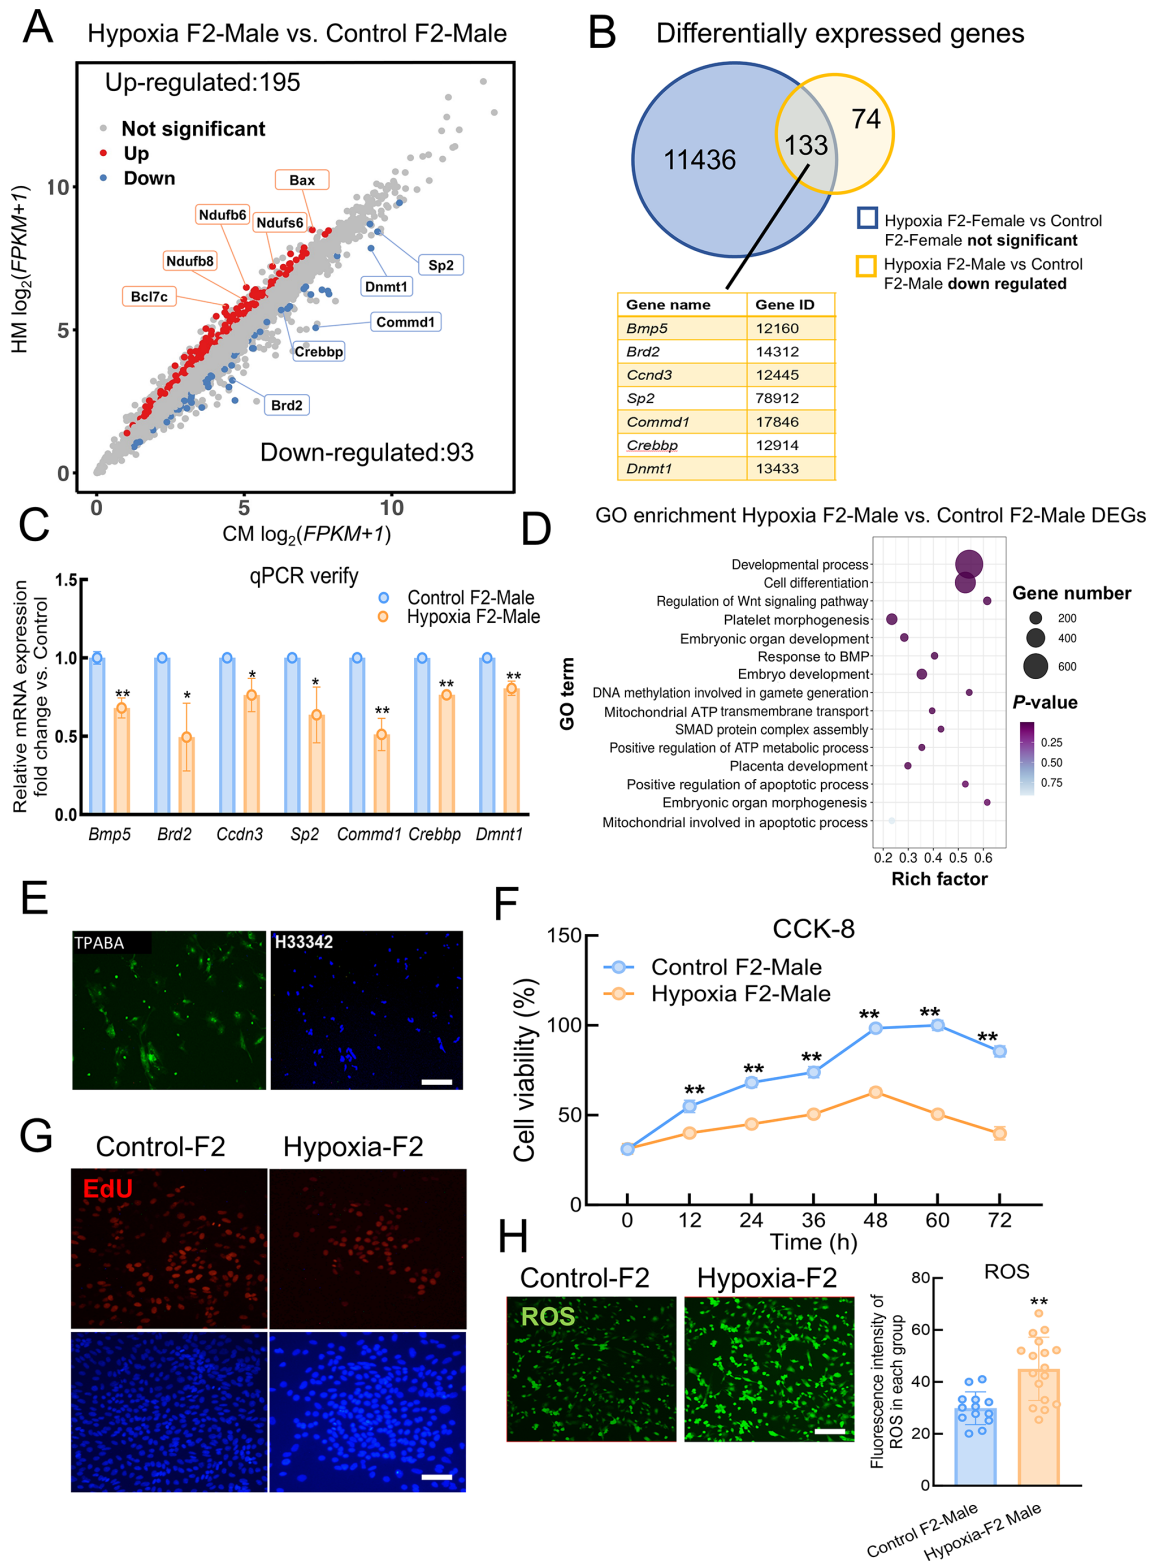 A
Hypoxia F2-Male vs. Control F2-Male
Up-regulated:195
Not significant
Up
Down
Bax
Ndufb6
Ndufs6
Ndufb8
Bcl7c
Sp2
Dnmt1
Commd1
Crebbp
Brd2
Down-regulated:93
HM log2(FPKM+1)
10
5
0
0
5
10
CM log2(FPKM+1)
B
Differentially expressed genes
11436
133
74
Hypoxia F2-Female vs Control
F2-Female not significant
Hypoxia F2-Male vs Control
F2-Male down regulated
Gene name Gene ID
Bmp5 12160
Brd2 14312
Ccnd3 12445
Sp2 78912
Commd1 17846
Crebbp 12914
Dnmt1 13433
C
qPCR verify
Control F2-Male
Hypoxia F2-Male
Relative mRNA expression
fold change vs. Control
1.5
1.0
0.5
0.0
** * * * ** ** **
Bmp5 Brd2 Ccdn3 Sp2 Commd1 Crebbp Dmnt1
D
GO enrichment Hypoxia F2-Male vs. Control F2-Male DEGs
GO term
Developmental process
Cell differentiation
Regulation of Wnt signaling pathway
Platelet morphogenesis
Embryonic organ development
Response to BMP
Embryo development
DNA methylation involved in gamete generation
Mitochondrial ATP transmembrane transport
SMAD protein complex assembly
Positive regulation of ATP metabolic process
Placenta development
Positive regulation of apoptotic process
Embryonic organ morphogenesis
Mitochondrial involved in apoptotic process
0.2 0.3 0.4 0.5 0.6
Rich factor
Gene number
200
400
600
P-value
0.25
0.50
0.75
E
TPABA
H33342
F
CCK-8
Control F2-Male
Hypoxia F2-Male
Cell viability (%)
150
100
50
0
** ** ** ** ** **
0 12 24 36 48 60 72
Time (h)
G
Control-F2 Hypoxia-F2
EdU
H
Control-F2 Hypoxia-F2
ROS
ROS
Fluorescence intensity of
ROS in each group
80
60
40
20
0
**
Control F2-Male
Hypoxia-F2 Male